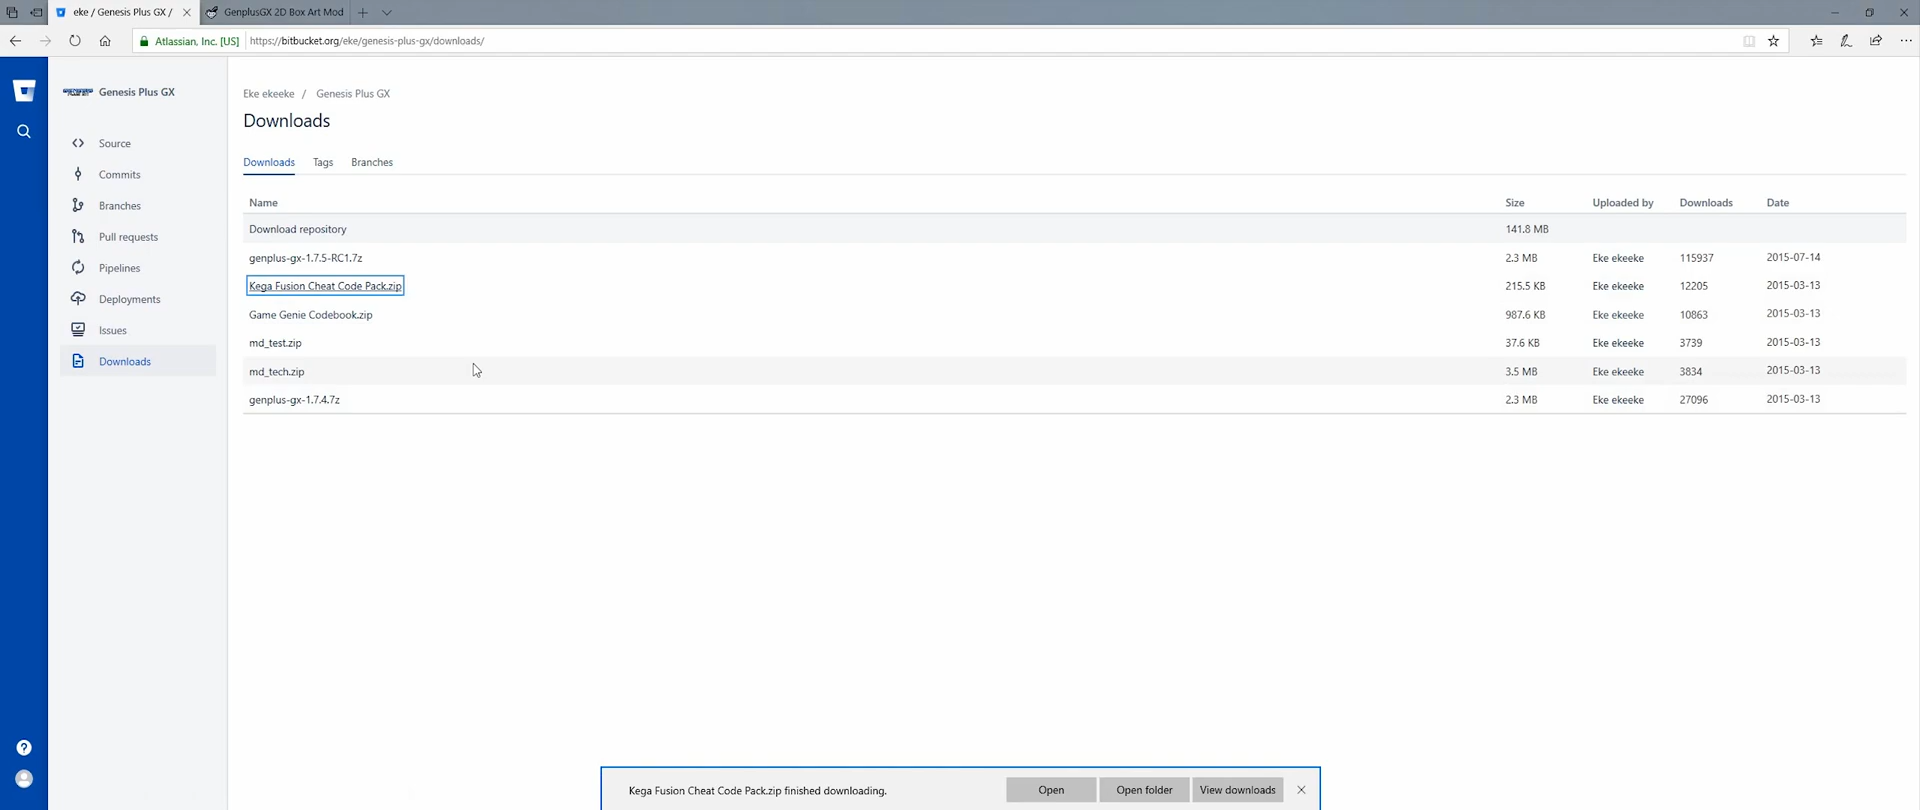 eke / Genesis Plus GX /
GenplusGX 2D Box Art Mod
Atlassian, Inc. [US]
https://bitbucket.org/eke/genesis-plus-gx/downloads/
Genesis Plus GX
Source
Commits
Branches
Pull requests
Pipelines
Deployments
Issues
Downloads
Eke ekeeke / Genesis Plus GX
Downloads
Downloads Tags Branches
Name Size Uploaded by Downloads Date
Download repository 141.8 MB
genplus-gx-1.7.5-RC1.7z 2.3 MB Eke ekeeke 115937 2015-07-14
Kega Fusion Cheat Code Pack.zip 215.5 KB Eke ekeeke 12205 2015-03-13
Game Genie Codebook.zip 987.6 KB Eke ekeeke 10863 2015-03-13
md_test.zip 37.6 KB Eke ekeeke 3739 2015-03-13
md_tech.zip 3.5 MB Eke ekeeke 3834 2015-03-13
genplus-gx-1.7.4.7z 2.3 MB Eke ekeeke 27096 2015-03-13
Kega Fusion Cheat Code Pack.zip finished downloading. Open Open folder View downloads